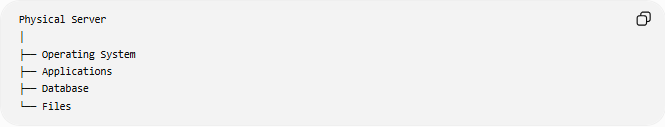 Physical Server
│
├── Operating System
├── Applications
├── Database
└── Files